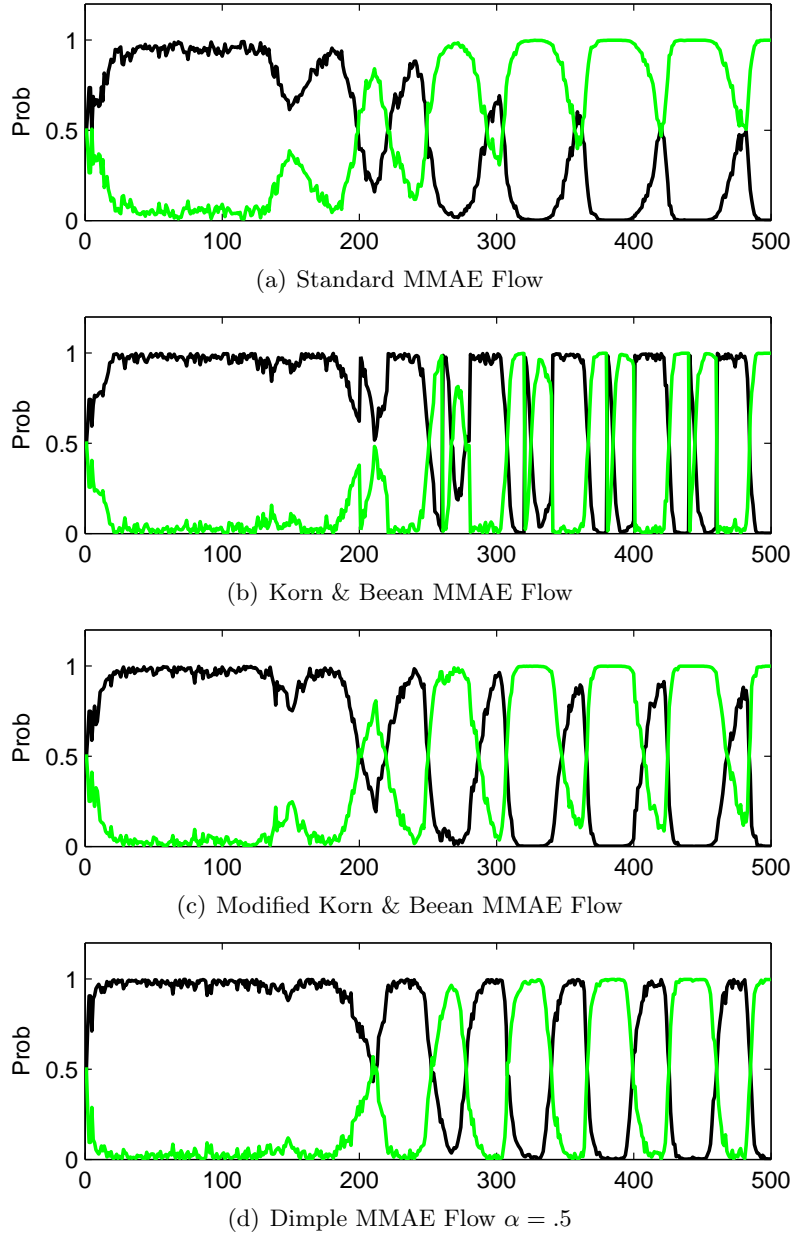 1
0.5
0
Prob
0 100 200 300 400 500
(a) Standard MMAE Flow
1
0.5
0
Prob
0 100 200 300 400 500
(b) Korn & Beean MMAE Flow
1
0.5
0
Prob
0 100 200 300 400 500
(c) Modified Korn & Beean MMAE Flow
1
0.5
0
Prob
0 100 200 300 400 500
(d) Dimple MMAE Flow α = .5